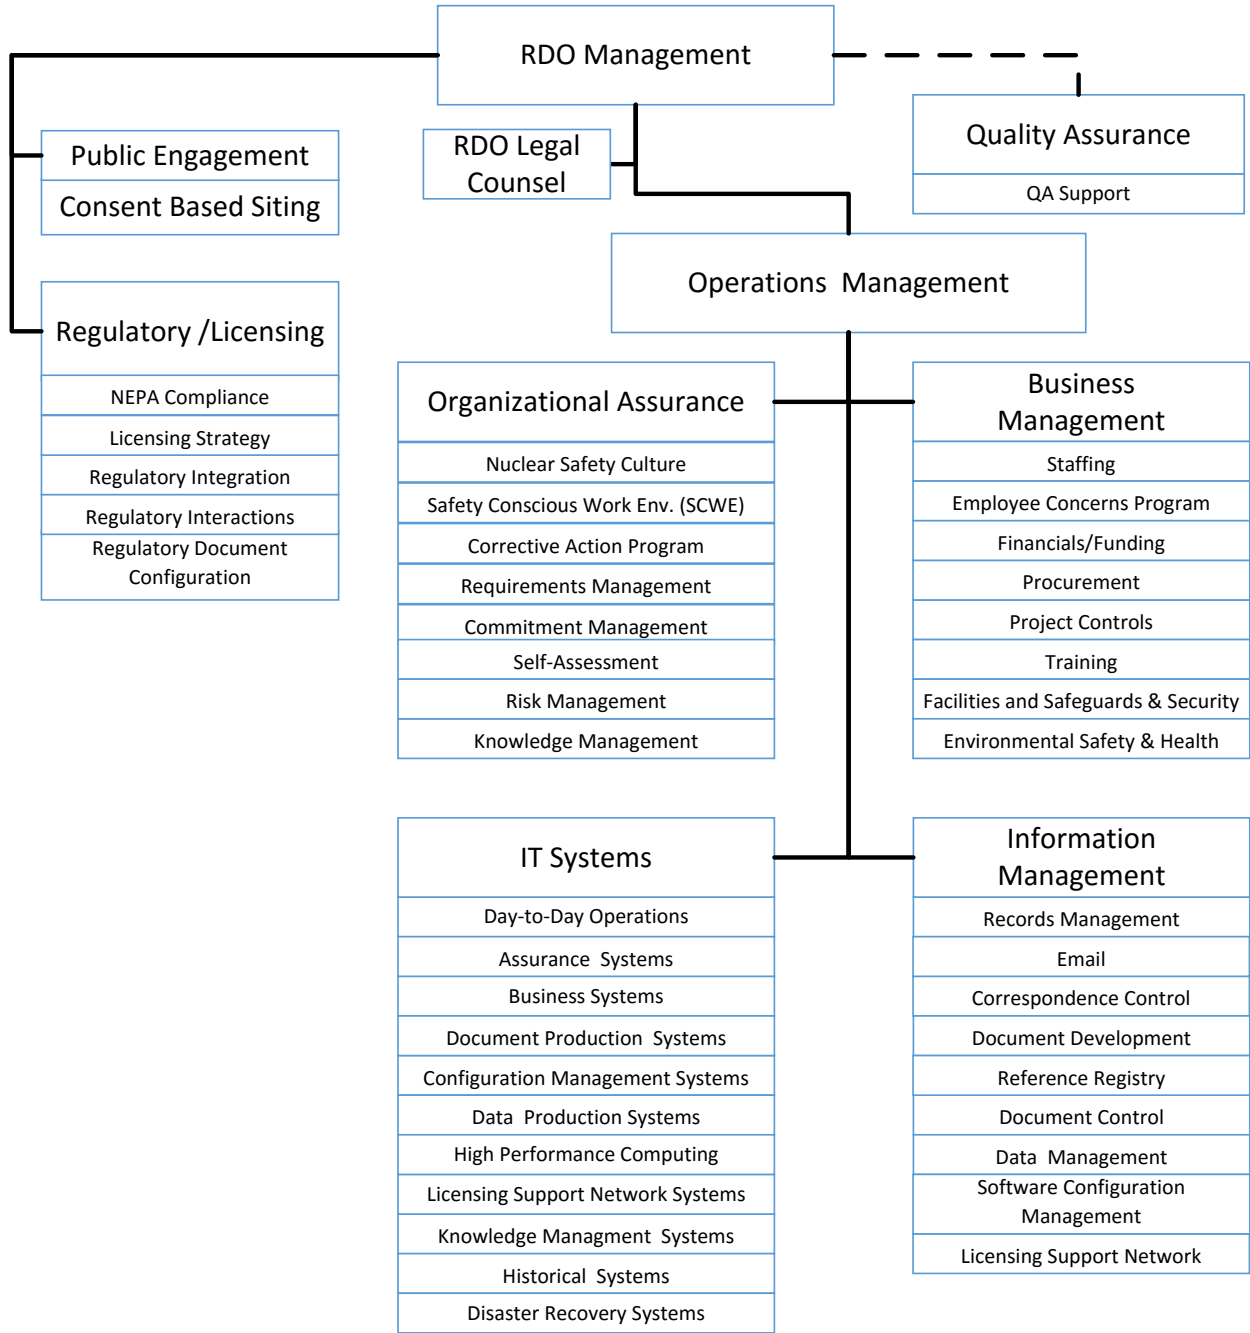 RDO Management
Public Engagement
Consent Based Siting
RDO Legal
Counsel
Quality Assurance
QA Support
Operations  Management
Regulatory /Licensing
NEPA Compliance
Licensing Strategy
Regulatory Integration
Regulatory Interactions
Regulatory Document
Configuration
Organizational Assurance
Nuclear Safety Culture
Safety Conscious Work Env. (SCWE)
Corrective Action Program
Requirements Management
Commitment Management
Self-Assessment
Risk Management
Knowledge Management
Business
Management
Staffing
Employee Concerns Program
Financials/Funding
Procurement
Project Controls
Training
Facilities and Safeguards & Security
Environmental Safety & Health
IT Systems
Day-to-Day Operations
Assurance  Systems
Business Systems
Document Production  Systems
Configuration Management Systems
Data  Production Systems
High Performance Computing
Licensing Support Network Systems
Knowledge Managment  Systems
Historical  Systems
Disaster Recovery Systems
Information
Management
Records Management
Email
Correspondence Control
Document Development
Reference Registry
Document Control
Data  Management
Software Configuration
Management
Licensing Support Network